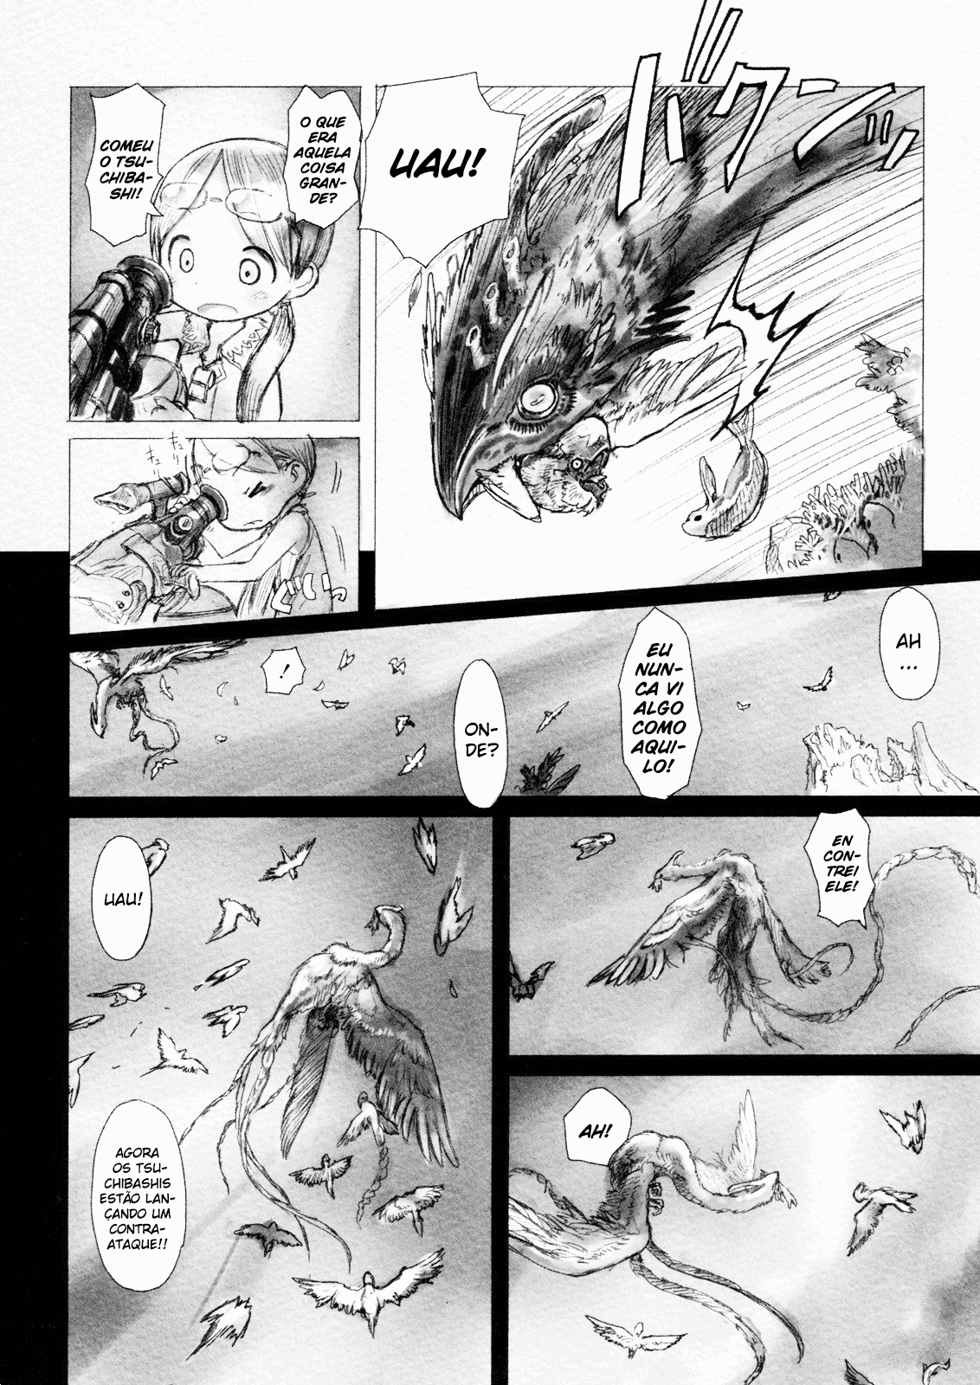 バクンッ
UAU!
O QUE
ERA
AQUELA
COISA
GRAN-
DE?
COMEU
O TSU-
CHIBA-
SHI!
AH
...
EU
NUN-
CA VI
ALGO
COMO
AQUI-
LO!
ON-
DE?
!
EN
CON-
TREI
ELE!
AH!
UAU!
AGORA
OS TSU-
CHIBASHIS
ESTÃO LAN-
ÇANDO UM
CONTRA-
ATAQUE!!